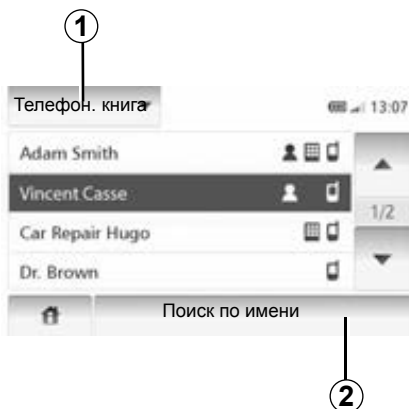 1
Телефон. книга 13:07
Adam Smith
Vincent Casse
1/2
Car Repair Hugo
Dr. Brown
Поиск по имени
2